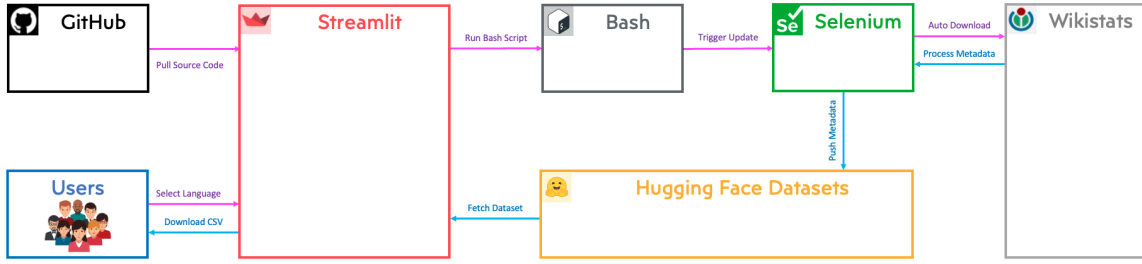 GitHub
Streamlit
Bash
Selenium
Wikistats
Se
Pull Source Code
Run Bash Script
Trigger Update
Auto Download
Process Metadata
Push Metadata
Users
Hugging Face Datasets
Select Language
Download CSV
Fetch Dataset